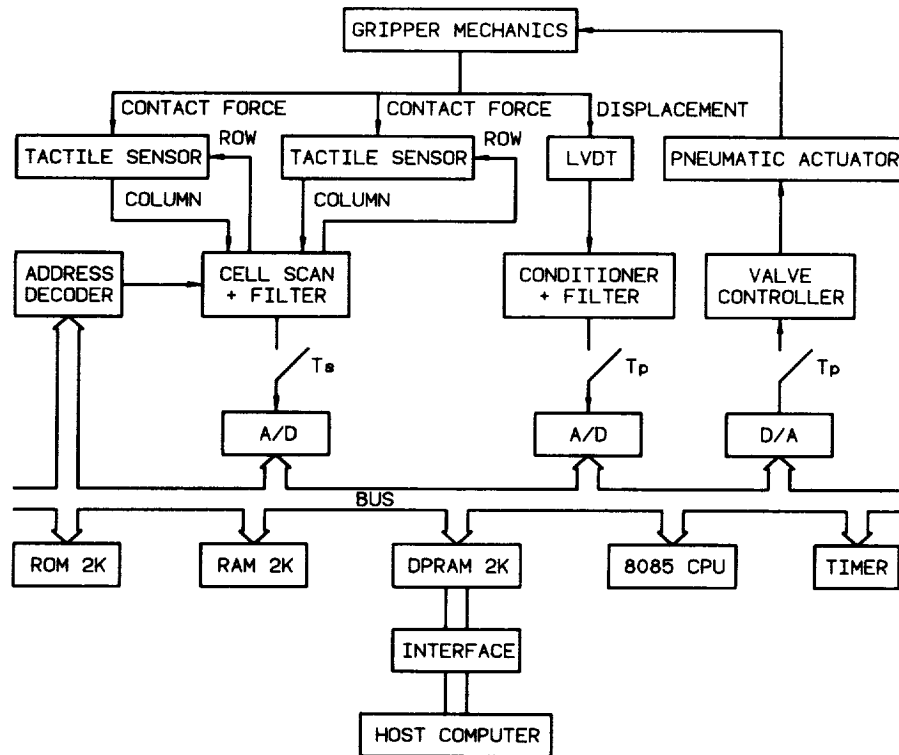 GRIPPER MECHANICS
CONTACT FORCE
CONTACT FORCE
DISPLACEMENT
ROW
ROW
TACTILE SENSOR
TACTILE SENSOR
LVDT
PNEUMATIC ACTUATOR
COLUMN
COLUMN
ADDRESS
DECODER
CELL SCAN
+ FILTER
CONDITIONER
+ FILTER
VALVE
CONTROLLER
Ts
Tp
Tp
A/D
A/D
D/A
BUS
ROM 2K
RAM 2K
DPRAM 2K
8085 CPU
TIMER
INTERFACE
HOST COMPUTER